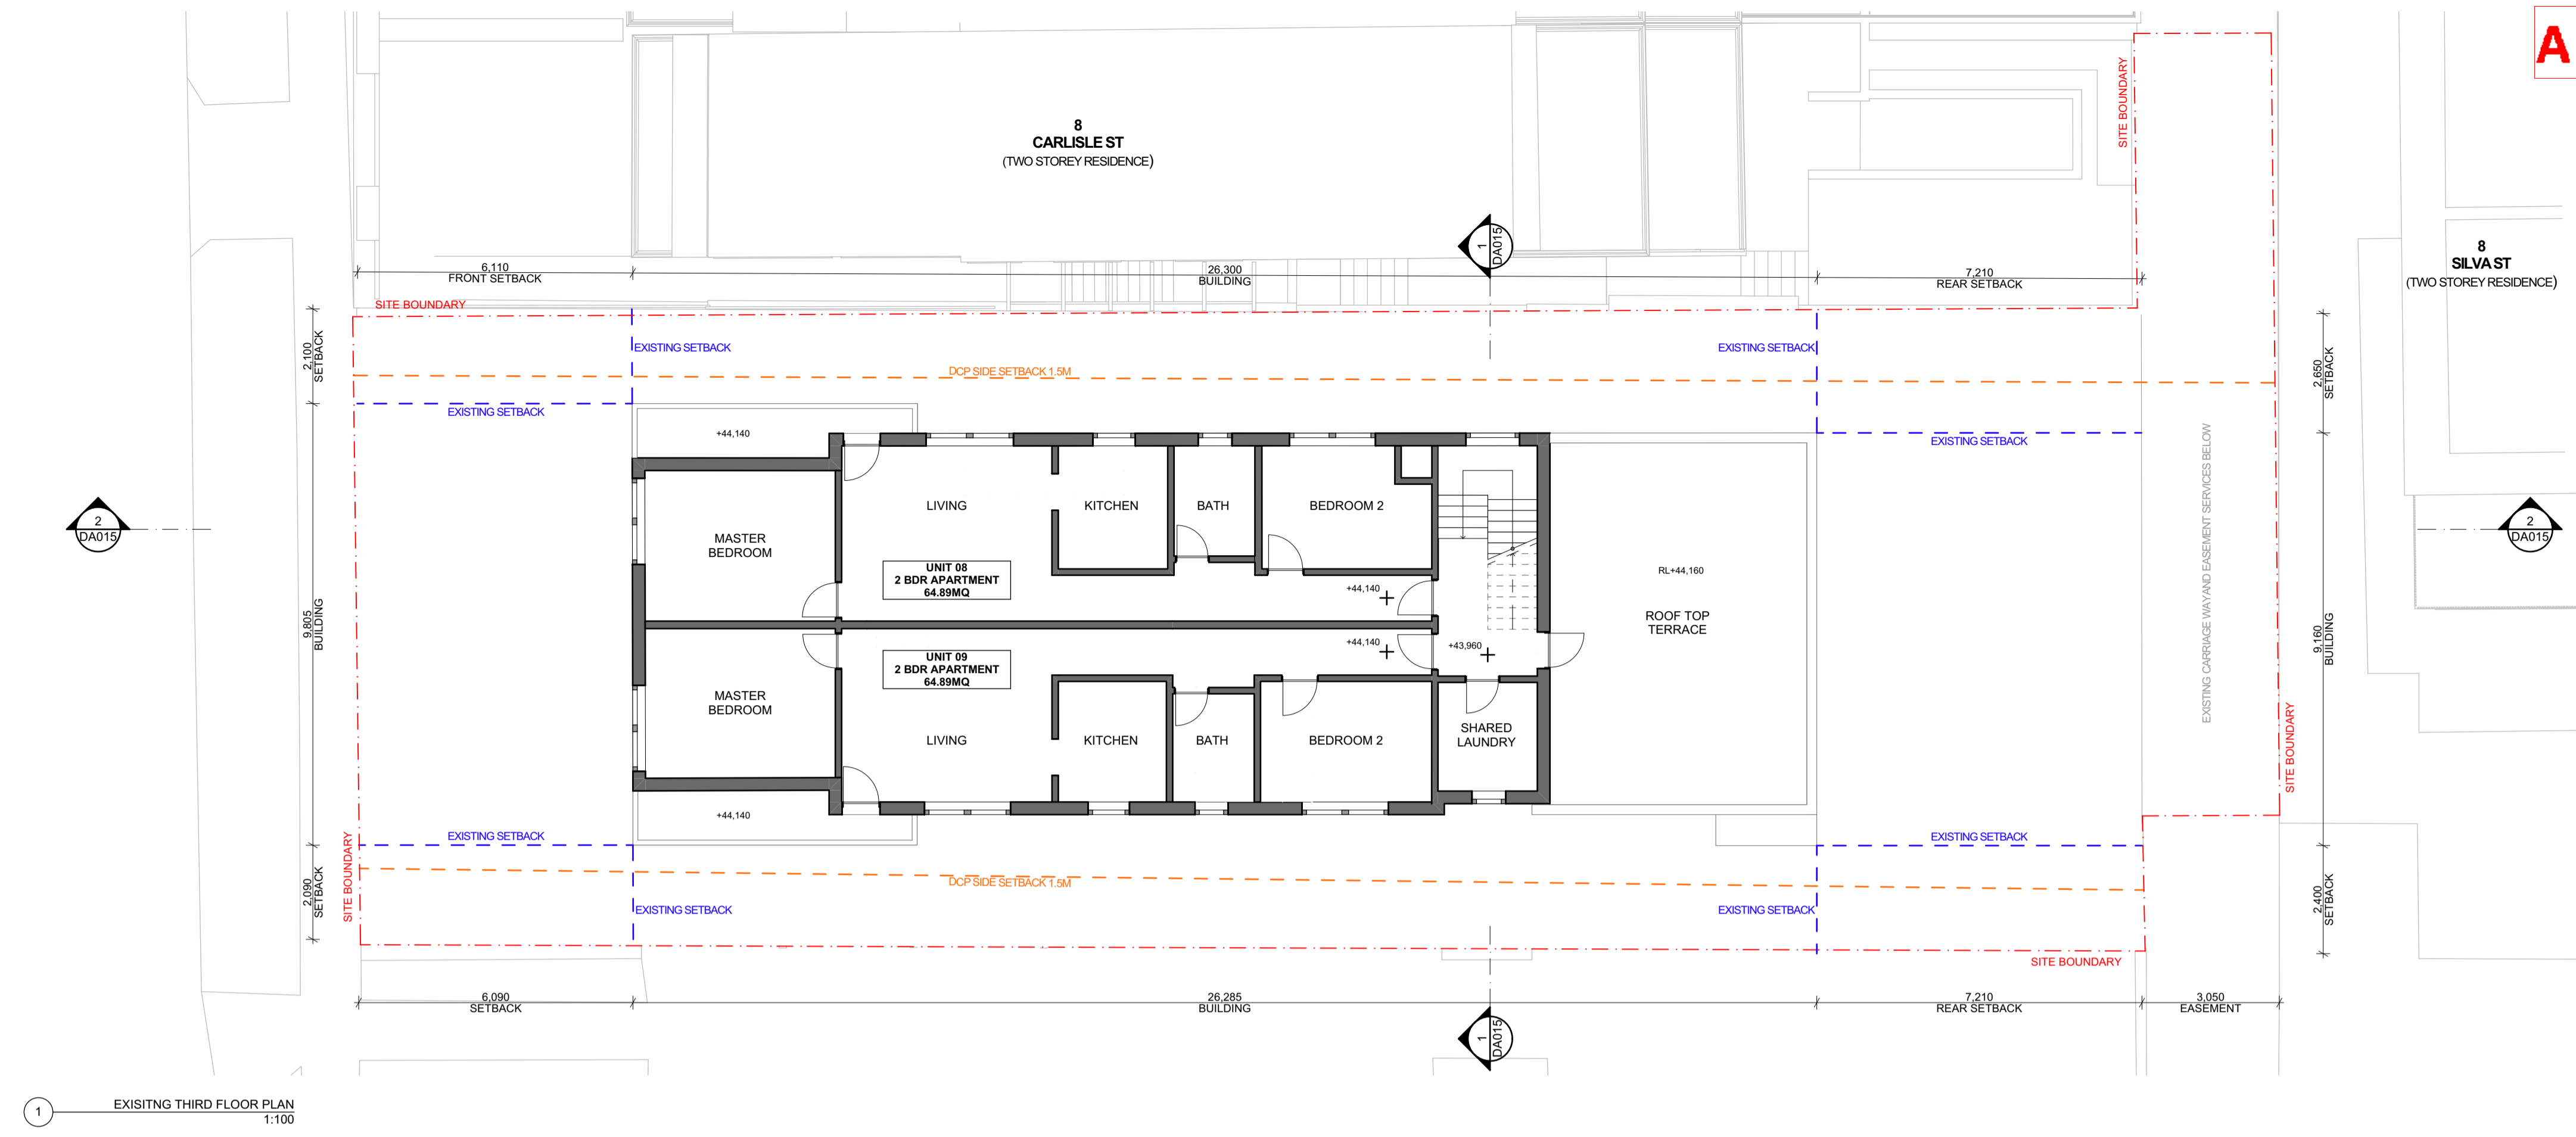 A
SITE BOUNDARY
8
CARLISLE ST
(TWO STOREY RESIDENCE)
8
SILVA ST
(TWO STOREY RESIDENCE)
1
DA015
6,110
FRONT SETBACK
26,300
BUILDING
7,210
REAR SETBACK
SITE BOUNDARY
2,100
SETBACK
EXISTING SETBACK
EXISTING SETBACK
2,650
SETBACK
DCP SIDE SETBACK 1.5M
EXISTING SETBACK
EXISTING SETBACK
+44,140
LIVING
KITCHEN
BATH
BEDROOM 2
2
DA015
MASTER
BEDROOM
2
DA015
UNIT 08
2 BDR APARTMENT
64.89MQ
+44,140
RL+44,160
EXISTING CARRIAGE WAY AND EASEMENT SERVICES BELOW
9,805
BUILDING
ROOF TOP
TERRACE
9,160
BUILDING
+44,140
+43,960
UNIT 09
2 BDR APARTMENT
64.89MQ
MASTER
BEDROOM
LIVING
KITCHEN
BATH
BEDROOM 2
SHARED
LAUNDRY
SITE BOUNDARY
+44,140
EXISTING SETBACK
EXISTING SETBACK
SITE BOUNDARY
2,090
SETBACK
DCP SIDE SETBACK 1.5M
2,400
SETBACK
EXISTING SETBACK
EXISTING SETBACK
SITE BOUNDARY
6,090
SETBACK
26,285
BUILDING
7,210
REAR SETBACK
3,050
EASEMENT
1
DA015
1
EXISITNG THIRD FLOOR PLAN
1:100